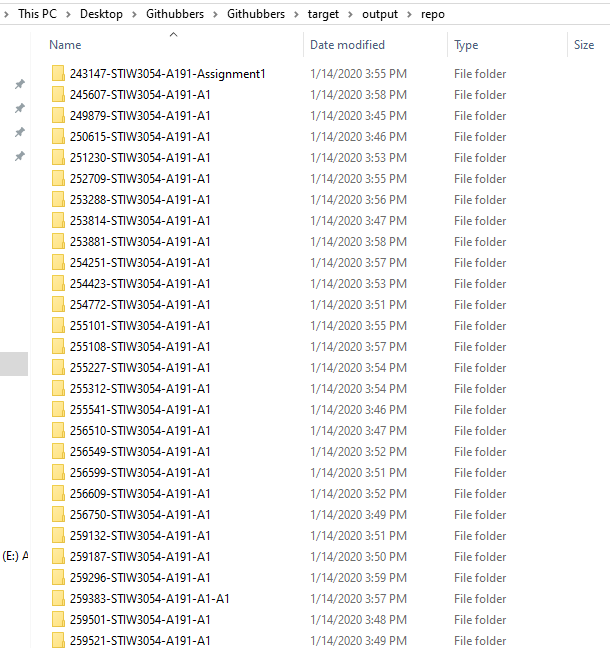 This PC > Desktop > Githubbers > Githubbers > target > output > repo
Name Date modified Type Size
243147-STIW3054-A191-Assignment1 1/14/2020 3:55 PM File folder
245607-STIW3054-A191-A1 1/14/2020 3:58 PM File folder
249879-STIW3054-A191-A1 1/14/2020 3:45 PM File folder
250615-STIW3054-A191-A1 1/14/2020 3:46 PM File folder
251230-STIW3054-A191-A1 1/14/2020 3:53 PM File folder
252709-STIW3054-A191-A1 1/14/2020 3:55 PM File folder
253288-STIW3054-A191-A1 1/14/2020 3:56 PM File folder
253814-STIW3054-A191-A1 1/14/2020 3:47 PM File folder
253881-STIW3054-A191-A1 1/14/2020 3:58 PM File folder
254251-STIW3054-A191-A1 1/14/2020 3:57 PM File folder
254423-STIW3054-A191-A1 1/14/2020 3:53 PM File folder
254772-STIW3054-A191-A1 1/14/2020 3:51 PM File folder
255101-STIW3054-A191-A1 1/14/2020 3:55 PM File folder
255108-STIW3054-A191-A1 1/14/2020 3:57 PM File folder
255227-STIW3054-A191-A1 1/14/2020 3:54 PM File folder
255312-STIW3054-A191-A1 1/14/2020 3:54 PM File folder
255541-STIW3054-A191-A1 1/14/2020 3:46 PM File folder
256510-STIW3054-A191-A1 1/14/2020 3:47 PM File folder
256549-STIW3054-A191-A1 1/14/2020 3:52 PM File folder
256599-STIW3054-A191-A1 1/14/2020 3:51 PM File folder
256609-STIW3054-A191-A1 1/14/2020 3:52 PM File folder
256750-STIW3054-A191-A1 1/14/2020 3:49 PM File folder
259132-STIW3054-A191-A1 1/14/2020 3:51 PM File folder
(E:) A 259187-STIW3054-A191-A1 1/14/2020 3:50 PM File folder
259296-STIW3054-A191-A1 1/14/2020 3:59 PM File folder
259383-STIW3054-A191-A1-A1 1/14/2020 3:57 PM File folder
259501-STIW3054-A191-A1 1/14/2020 3:48 PM File folder
259521-STIW3054-A191-A1 1/14/2020 3:49 PM File folder